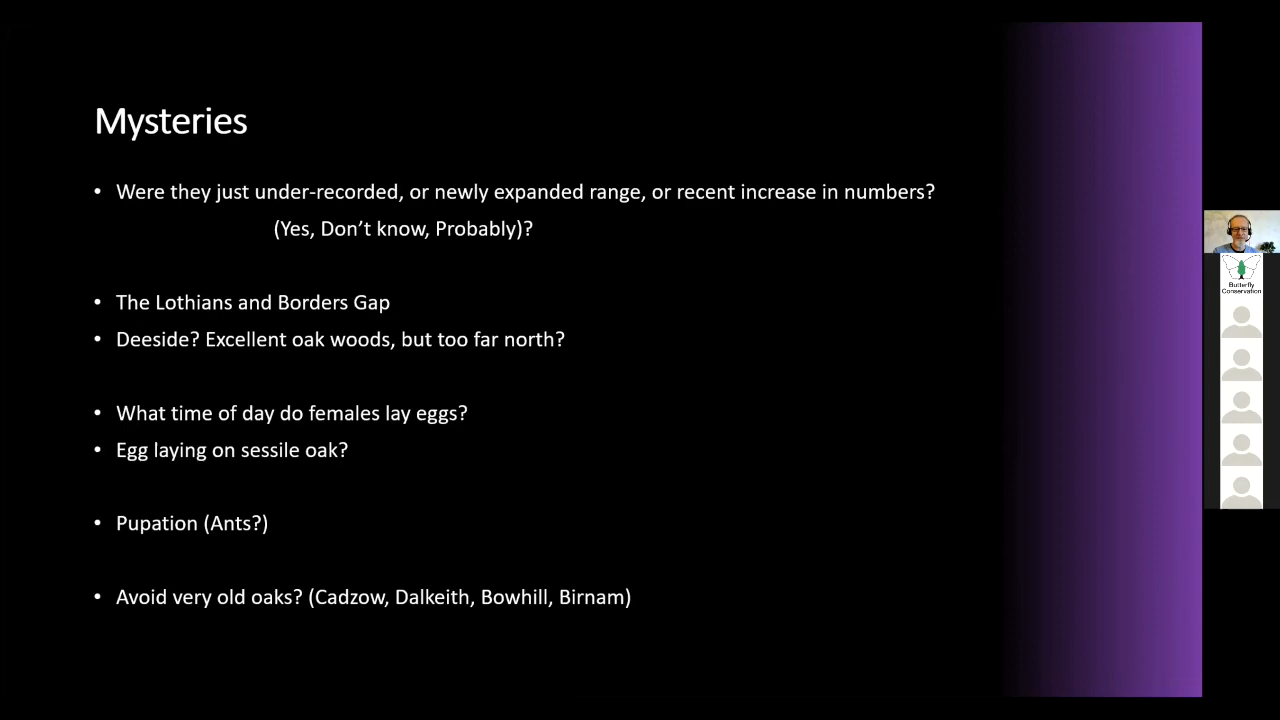 Mysteries
• Were they just under-recorded, or newly expanded range, or recent increase in numbers?
(Yes, Don’t know, Probably)?
• The Lothians and Borders Gap
• Deeside? Excellent oak woods, but too far north?
• What time of day do females lay eggs?
• Egg laying on sessile oak?
• Pupation (Ants?)
• Avoid very old oaks? (Cadzow, Dalkeith, Bowhill, Birnam)
Butterfly
Conservation